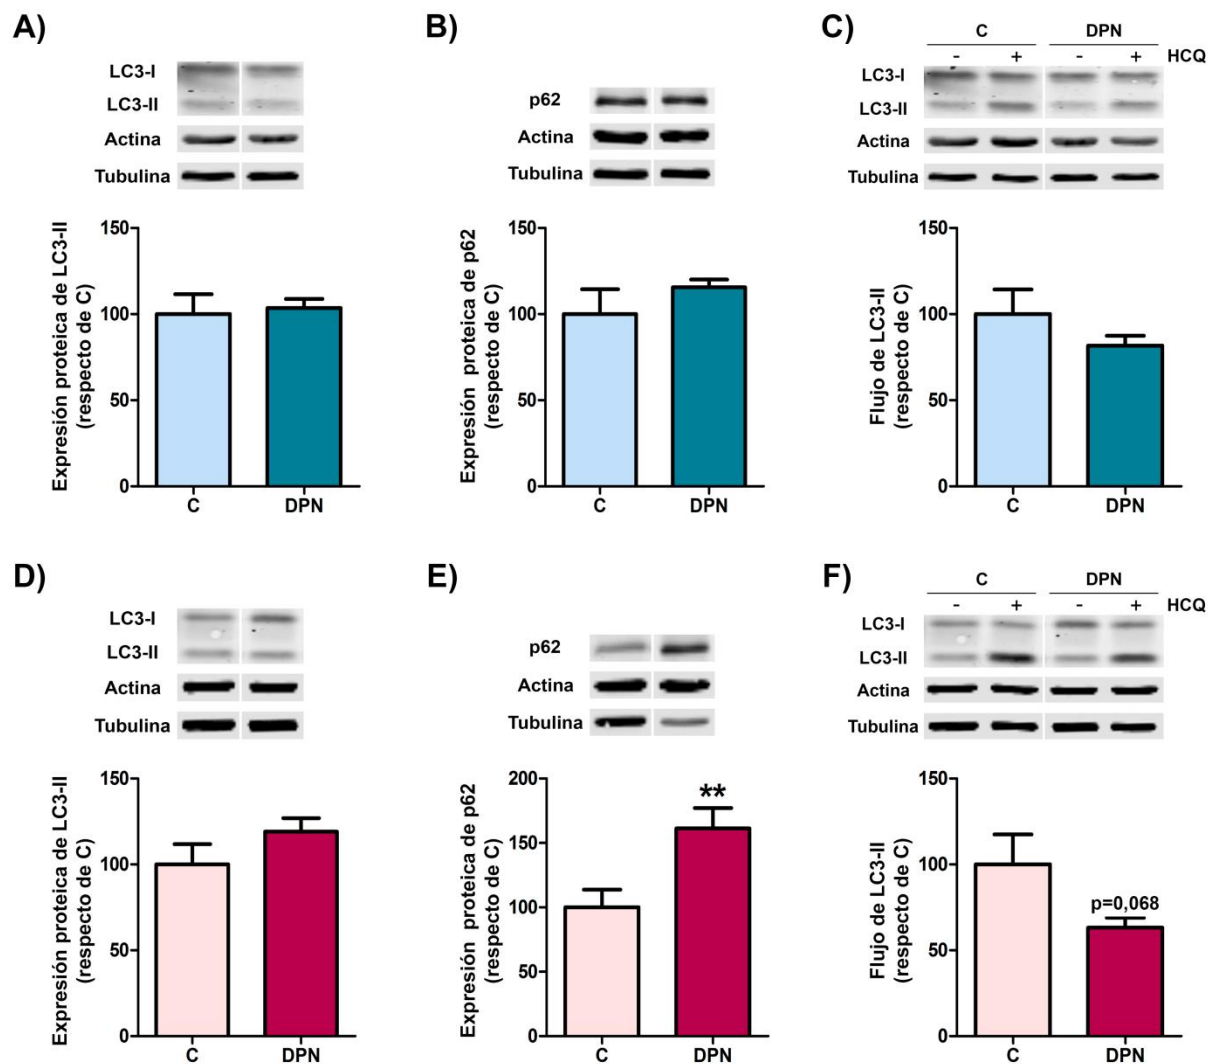 A)
LC3-I
LC3-II
Actina
Tubulina
Expresión proteica de LC3-II
(respecto de C)
150
100
50
0
C DPN
B)
p62
Actina
Tubulina
Expresión proteica de p62
(respecto de C)
150
100
50
0
C DPN
C)
C DPN
- + - + HCQ
LC3-I
LC3-II
Actina
Tubulina
Flujo de LC3-II
(respecto de C)
150
100
50
0
C DPN
D)
LC3-I
LC3-II
Actina
Tubulina
Expresión proteica de LC3-II
(respecto de C)
150
100
50
0
C DPN
E)
p62
Actina
Tubulina
Expresión proteica de p62
(respecto de C)
200
150
100
50
0
**
C DPN
F)
C DPN
- + - + HCQ
LC3-I
LC3-II
Actina
Tubulina
Flujo de LC3-II
(respecto de C)
150
100
50
0
p=0,068
C DPN